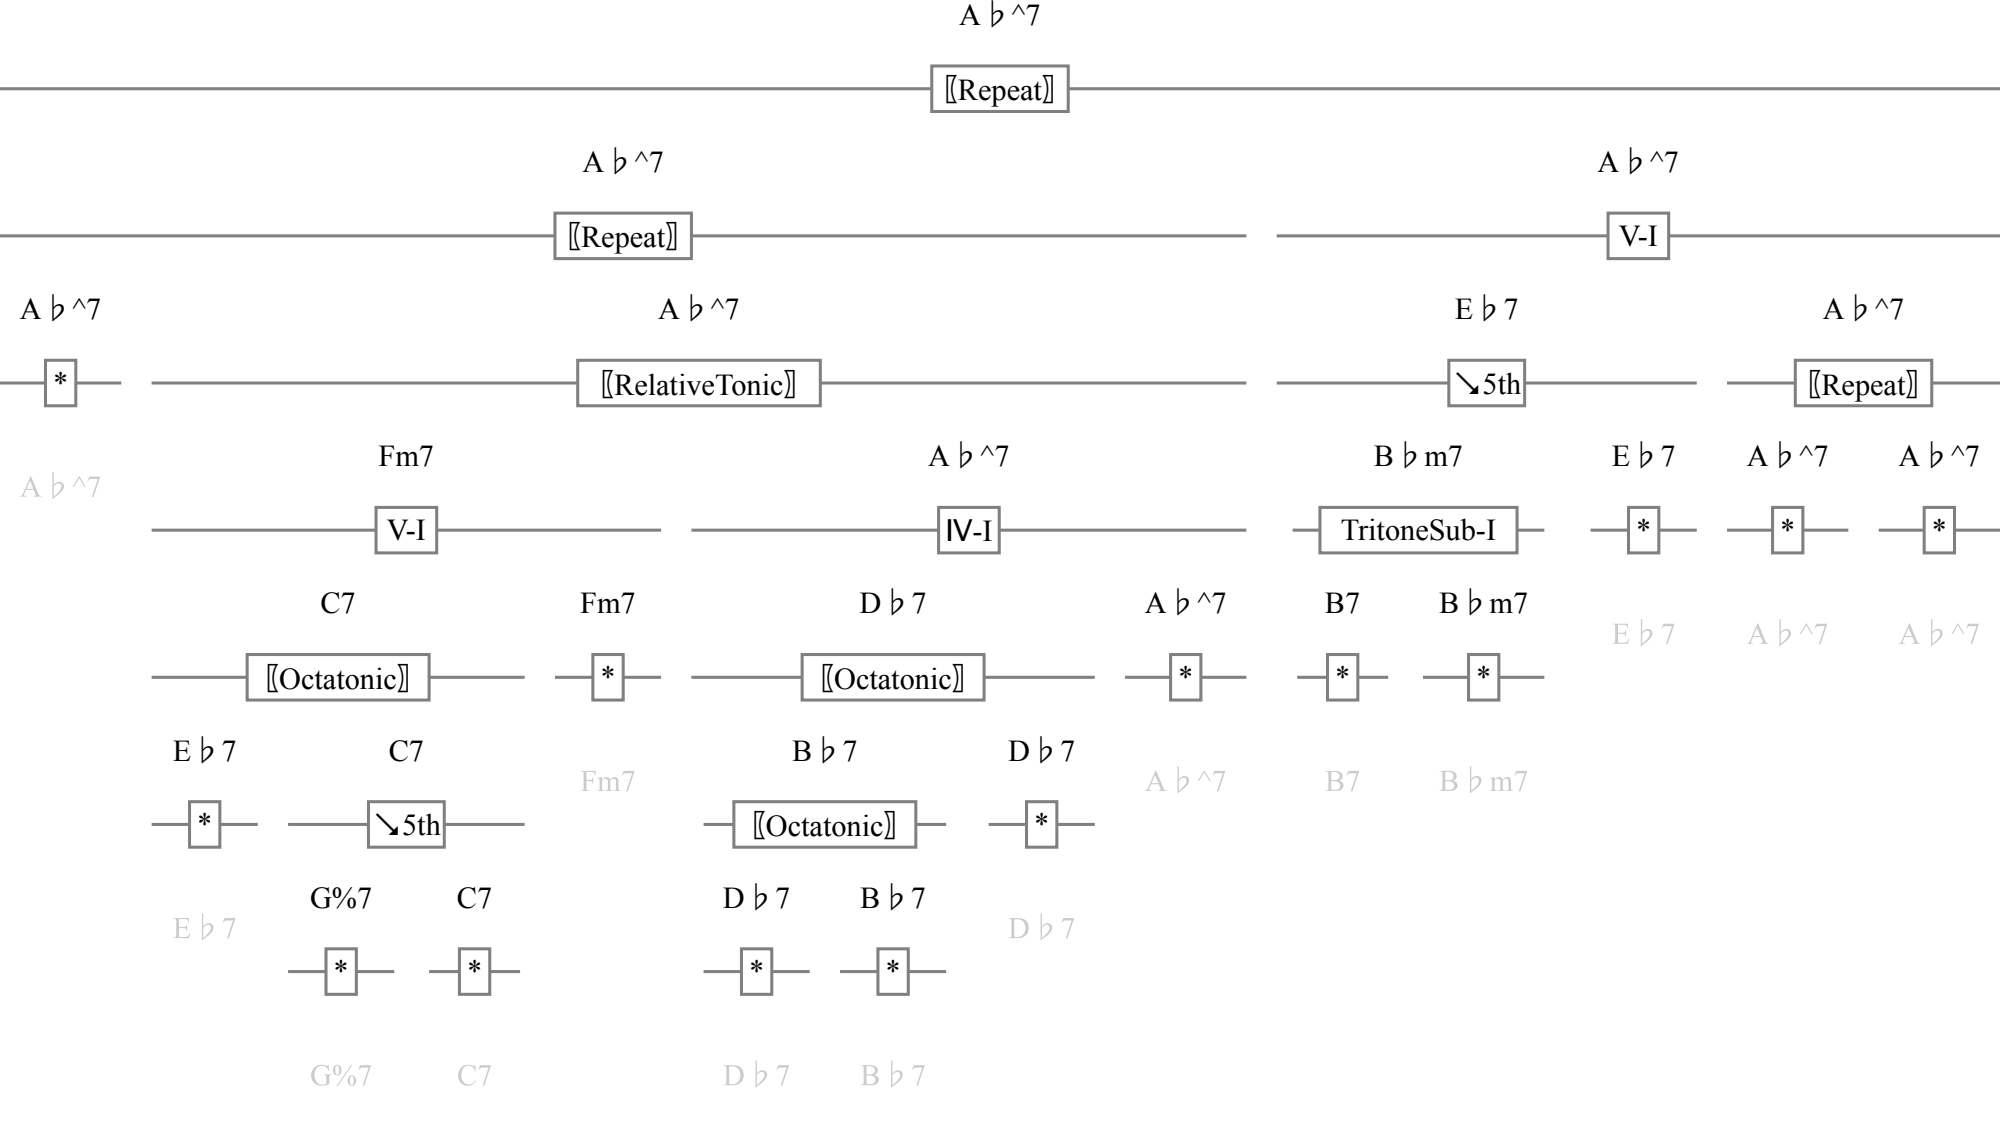 A♭^7
⟦Repeat⟧
A♭^7 A♭^7
⟦Repeat⟧ V-I
A♭^7 A♭^7 E♭7 A♭^7
* ⟦RelativeTonic⟧ ↘5th ⟦Repeat⟧
Fm7 A♭^7 B♭m7 E♭7 A♭^7 A♭^7
A♭^7
V-I Ⅳ-I TritoneSub-I * * *
C7 Fm7 D♭7 A♭^7 B7 B♭m7
E♭7 A♭^7 A♭^7
⟦Octatonic⟧ * ⟦Octatonic⟧ * * *
E♭7 C7 B♭7 D♭7
Fm7 A♭^7 B7 B♭m7
* ↘5th ⟦Octatonic⟧ *
G%7 C7 D♭7 B♭7
E♭7 D♭7
* * * *
G%7 C7 D♭7 B♭7